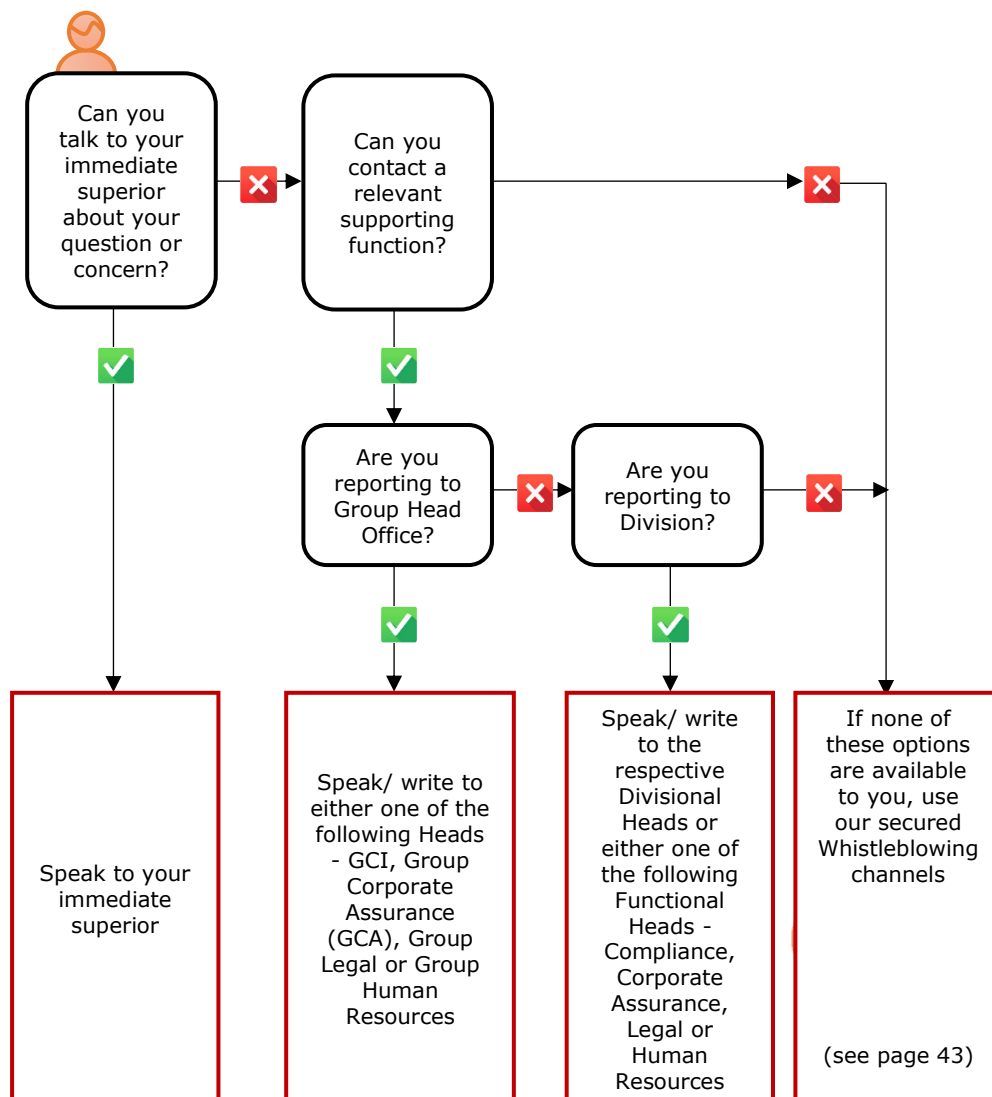 Can you
talk to your
immediate
superior
about your
question or
concern?
Can you
contact a
relevant
supporting
function?
Are you
reporting to
Group Head
Office?
Are you
reporting to
Division?
Speak to your
immediate
superior
Speak/ write to
either one of the
following Heads
- GCI, Group
Corporate
Assurance
(GCA), Group
Legal or Group
Human
Resources
Speak/ write
to the
respective
Divisional
Heads or
either one of
the following
Functional
Heads -
Compliance,
Corporate
Assurance,
Legal or
Human
Resources
If none of
these options
are available
to you, use
our secured
Whistleblowing
channels
(see page 43)